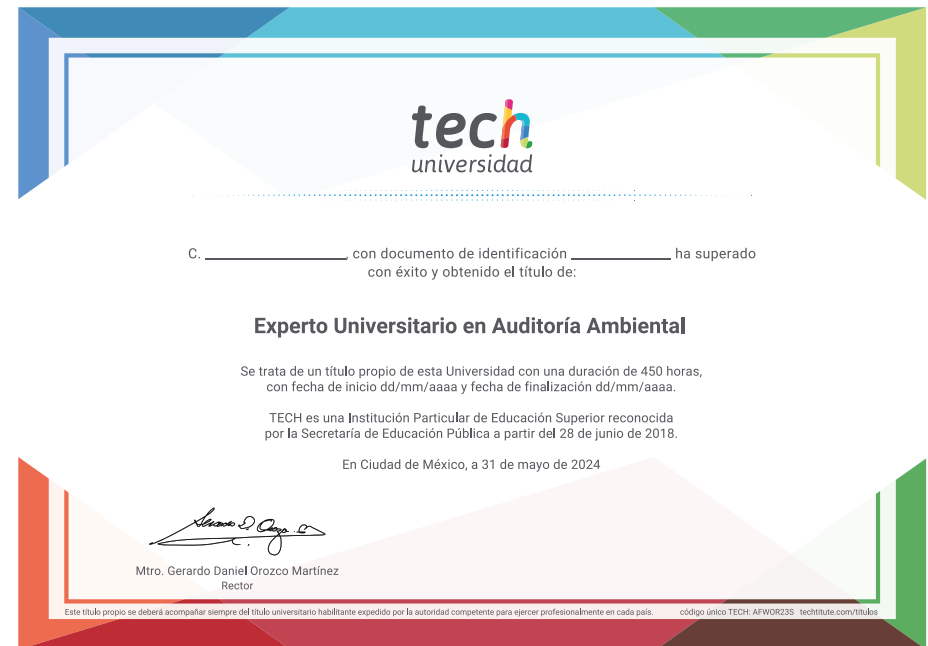 tech
universidad
C. ____________, con documento de identificación ____________ ha superado
con éxito y obtenido el título de:
Experto Universitario en Auditoría Ambiental
Se trata de un título propio de esta Universidad con una duración de 450 horas,
con fecha de inicio dd/mm/aaaa y fecha de finalización dd/mm/aaaa.
TECH es una Institución Particular de Educación Superior reconocida
por la Secretaría de Educación Pública a partir del 28 de junio de 2018.
En Ciudad de México, a 31 de mayo de 2024
Mtro. Gerardo Daniel Orozco Martínez
Rector
Este título propio se deberá acompañar siempre del título universitario habilitante expedido por la autoridad competente para ejercer profesionalmente en cada país. código único TECH: AFWOR23S techtitute.com/titulos